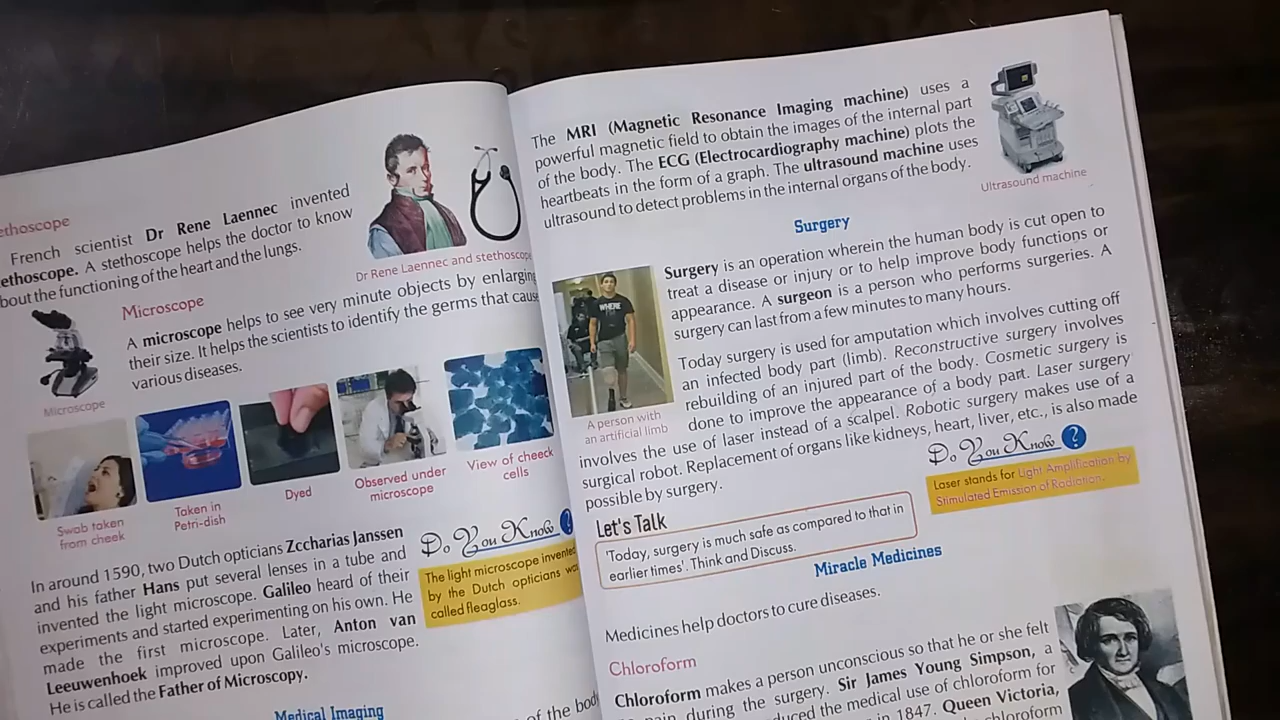 ethoscope
French scientist Dr Rene Laennec invented
ethoscope. A stethoscope helps the doctor to know
bout the functioning of the heart and the lungs.
Dr Rene Laennec and stethoscope
Microscope
A microscope helps to see very minute objects by enlarging
their size. It helps the scientists to identify the germs that cause
various diseases.
Microscope
Swab taken
from cheek
Taken in
Petri-dish
Dyed
Observed under
microscope
View of cheek
cells
In around 1590, two Dutch opticians Zccharias Janssen
and his father Hans put several lenses in a tube and
invented the light microscope. Galileo heard of their
experiments and started experimenting on his own. He
made the first microscope. Later, Anton van
Leeuwenhoek improved upon Galileo's microscope.
He is called the Father of Microscopy.
Do You Know ?
The light microscope invente
by the Dutch opticians wa
called fleaglass.
Medical Imaging
of the body
The MRI (Magnetic Resonance Imaging machine) uses a
powerful magnetic field to obtain the images of the internal part
of the body. The ECG (Electrocardiography machine) plots the
heartbeats in the form of a graph. The ultrasound machine uses
ultrasound to detect problems in the internal organs of the body.
Ultrasound machine
Surgery
Surgery is an operation wherein the human body is cut open to
treat a disease or injury or to help improve body functions or
appearance. A surgeon is a person who performs surgeries. A
surgery can last from a few minutes to many hours.
WHERE
A person with
an artificial limb
Today surgery is used for amputation which involves cutting off
an infected body part (limb). Reconstructive surgery involves
rebuilding of an injured part of the body. Cosmetic surgery is
done to improve the appearance of a body part. Laser surgery
involves the use of laser instead of a scalpel. Robotic surgery makes use of a
surgical robot. Replacement of organs like kidneys, heart, liver, etc., is also made
possible by surgery.
Do You Know ?
Laser stands for Light Amplification by
Stimulated Emission of Radiation.
Let's Talk
'Today, surgery is much safe as compared to that in
earlier times'. Think and Discuss.
Miracle Medicines
Medicines help doctors to cure diseases.
Chloroform
Chloroform makes a person unconscious so that he or she felt
pain during the surgery. Sir James Young Simpson, a
duced the medical use of chloroform for
in 1847. Queen Victoria,
chloroform